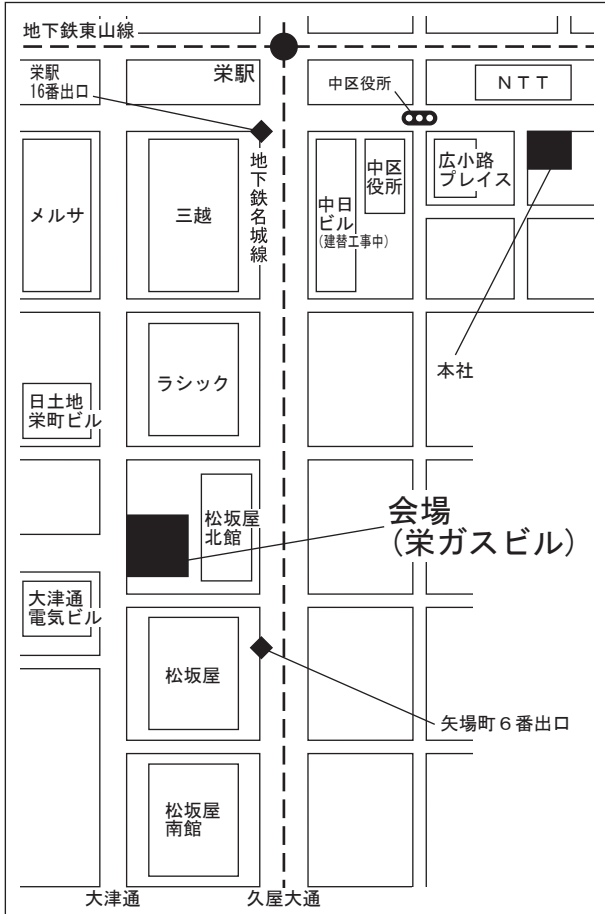 地下鉄東山線
栄駅
16番出口
栄駅
中区役所
ＮＴＴ
地下鉄名城線
メルサ
三越
中日
ビル
(建替工事中)
中区
役所
広小路
プレイス
本社
ラシック
日土地
栄町ビル
松坂屋
北館
会場
(栄ガスビル)
大津通
電気ビル
松坂屋
矢場町６番出口
松坂屋
南館
大津通
久屋大通